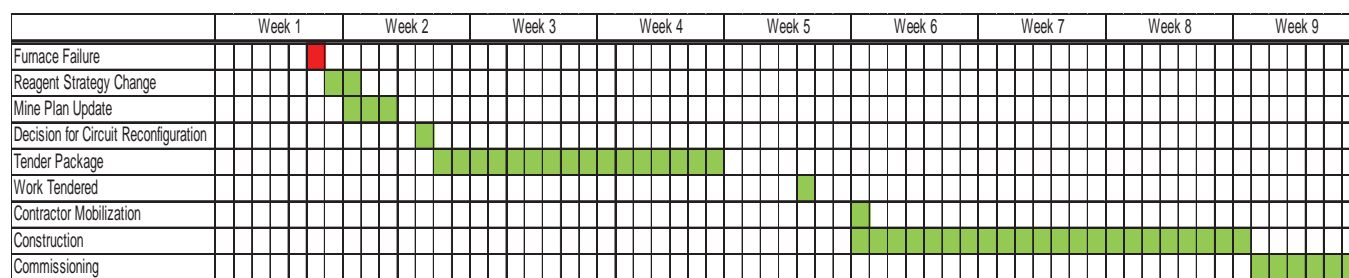 Week 1 Week 2 Week 3 Week 4 Week 5 Week 6 Week 7 Week 8 Week 9
Furnace Failure
Reagent Strategy Change
Mine Plan Update
Decision for Circuit Reconfiguration
Tender Package
Work Tendered
Contractor Mobilization
Construction
Commissioning